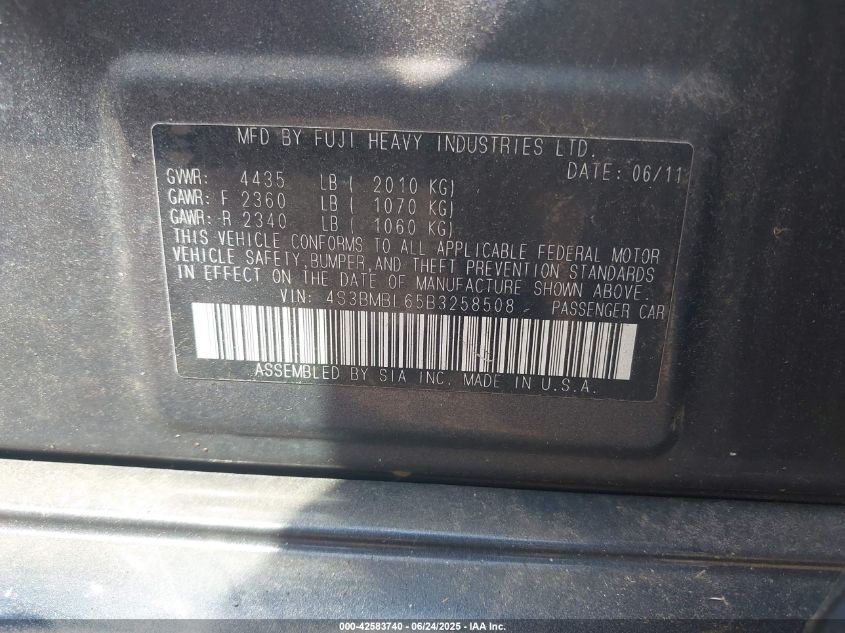 MFD BY FUJI HEAVY INDUSTRIES LTD.
DATE: 06/11
GVWR: 4435 LB ( 2010 KG)
GAWR: F 2360 LB ( 1070 KG)
GAWR: R 2340 LB ( 1060 KG)
THIS VEHICLE CONFORMS TO ALL APPLICABLE FEDERAL MOTOR
VEHICLE SAFETY, BUMPER, AND THEFT PREVENTION STANDARDS
IN EFFECT ON THE DATE OF MANUFACTURE SHOWN ABOVE.
VIN: 4S3BMBL65B3258508 PASSENGER CAR
ASSEMBLED BY SIA INC. MADE IN U.S.A.
000-42583740 - 06/24/2025 - IAA Inc.